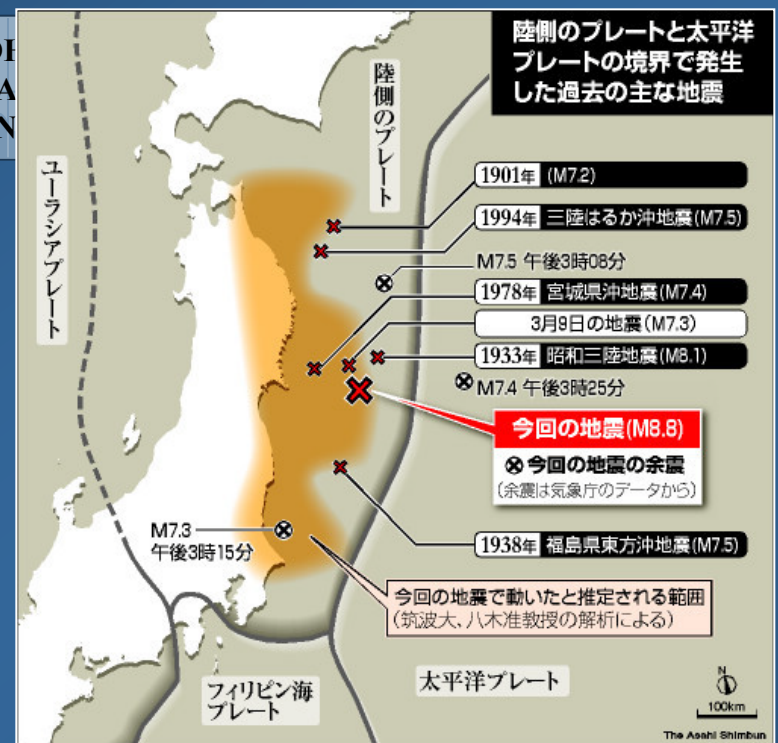 陸側のプレートと太平洋
プレートの境界で発生
した過去の主な地震
陸側のプレート
ユーラシアプレート
1901年 (M7.2)
1994年 三陸はるか沖地震(M7.5)
M7.5 午後3時08分
1978年 宮城県沖地震(M7.4)
3月9日の地震(M7.3)
1933年 昭和三陸地震(M8.1)
M7.4 午後3時25分
今回の地震(M8.8)
今回の地震の余震
(余震は気象庁のデータから)
M7.3
午後3時15分
1938年 福島県東方沖地震(M7.5)
今回の地震で動いたと推定される範囲
(筑波大、八木准教授の解析による)
フィリピン海
プレート
太平洋プレート
N
100km
The Asahi Shimbun